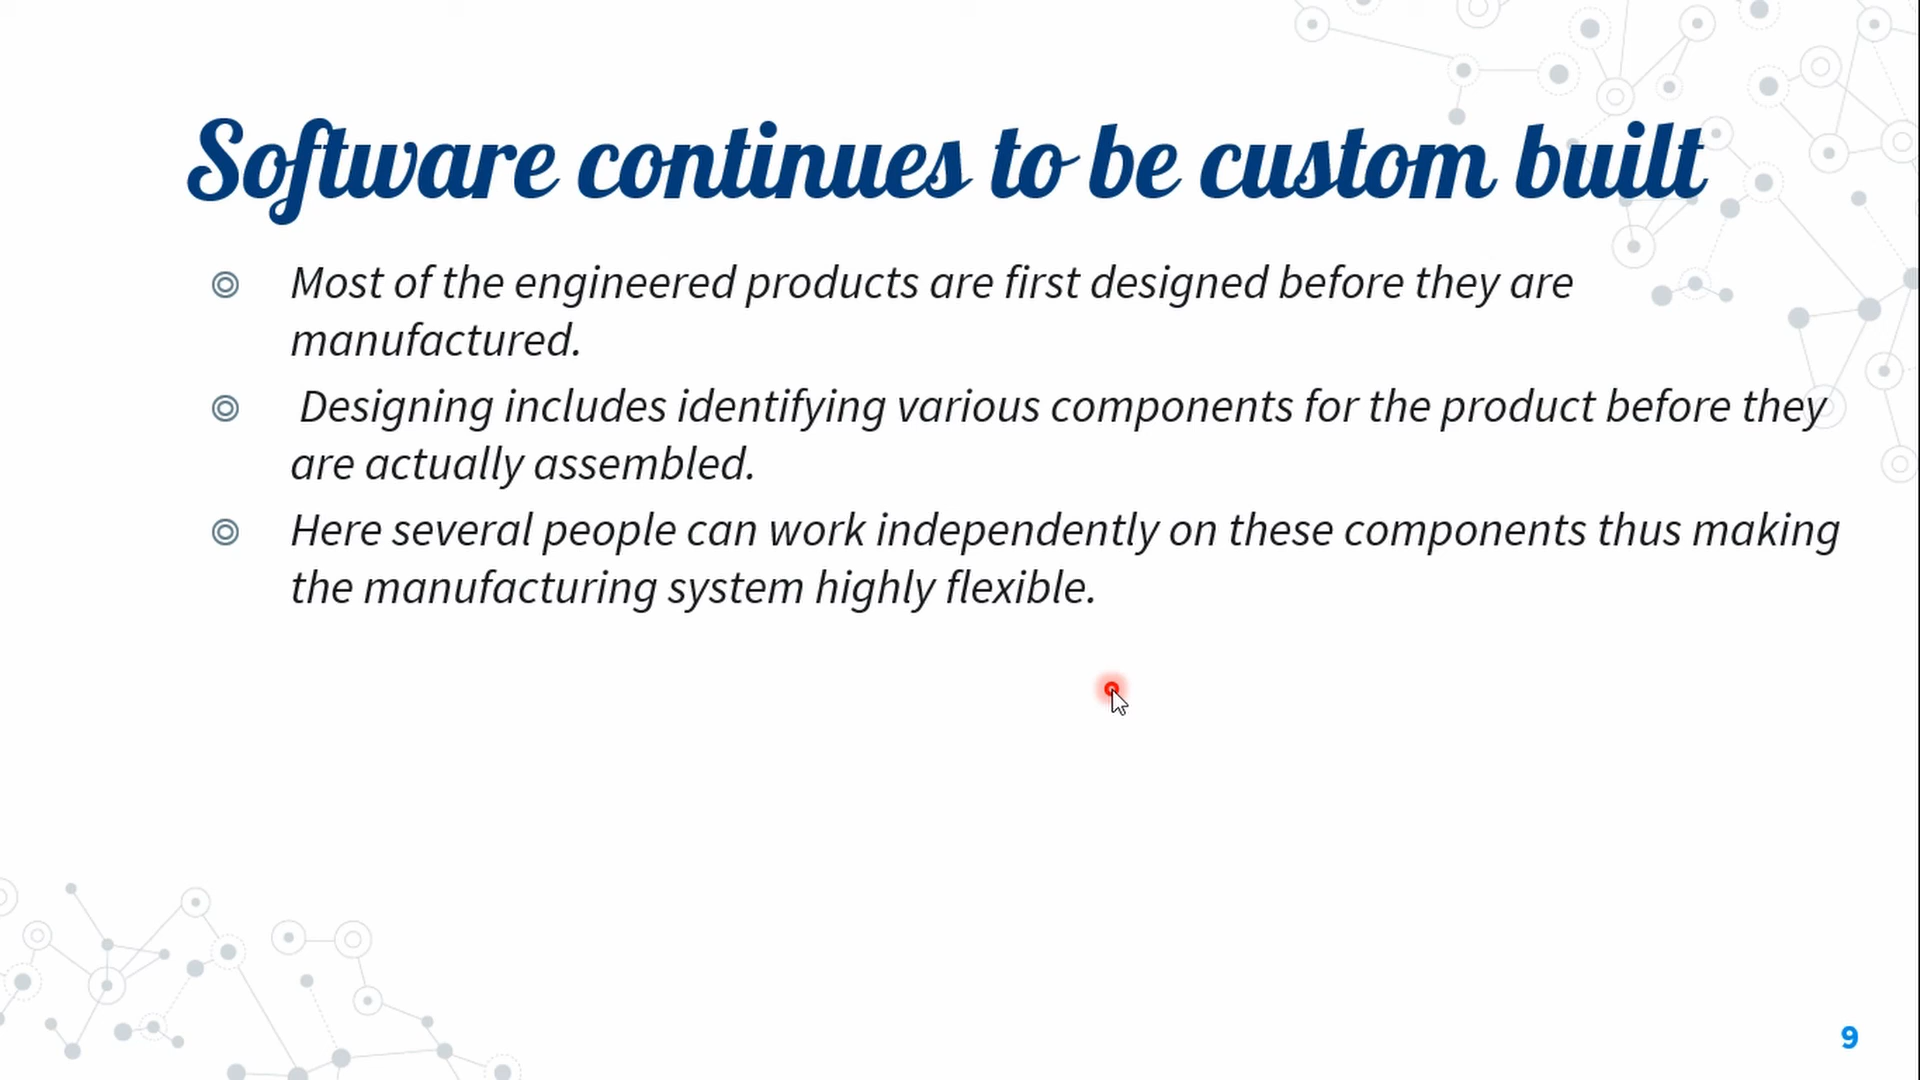 Software continues to be custom built
Most of the engineered products are first designed before they are
manufactured.
Designing includes identifying various components for the product before they
are actually assembled.
Here several people can work independently on these components thus making
the manufacturing system highly flexible.
9